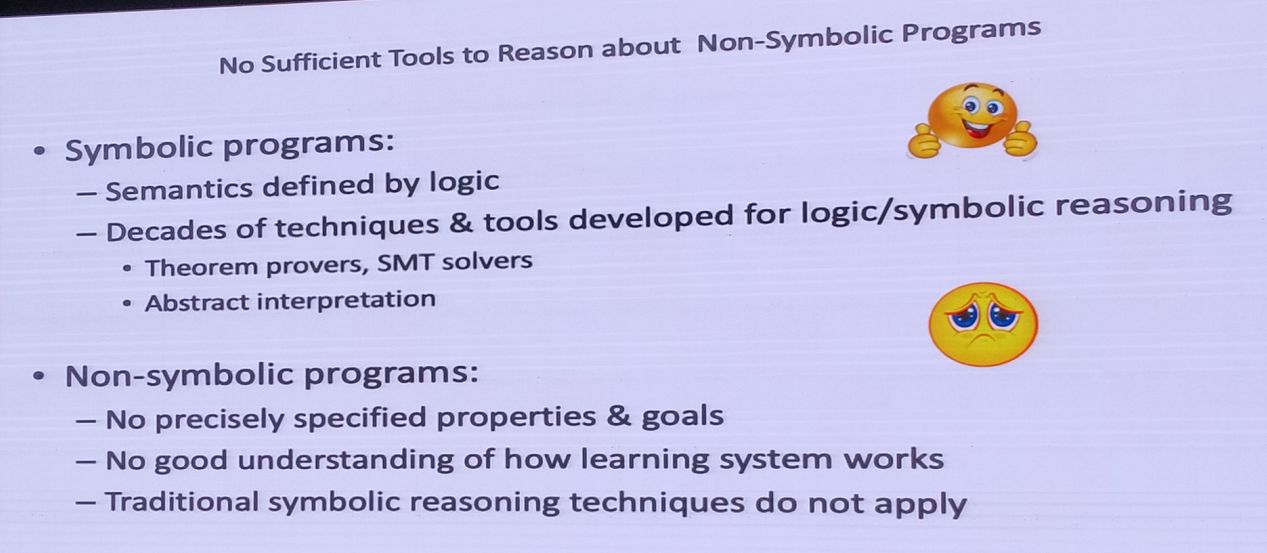 No Sufficient Tools to Reason about Non-Symbolic Programs
• Symbolic programs:
– Semantics defined by logic
– Decades of techniques & tools developed for logic/symbolic reasoning
• Theorem provers, SMT solvers
• Abstract interpretation
• Non-symbolic programs:
– No precisely specified properties & goals
– No good understanding of how learning system works
– Traditional symbolic reasoning techniques do not apply